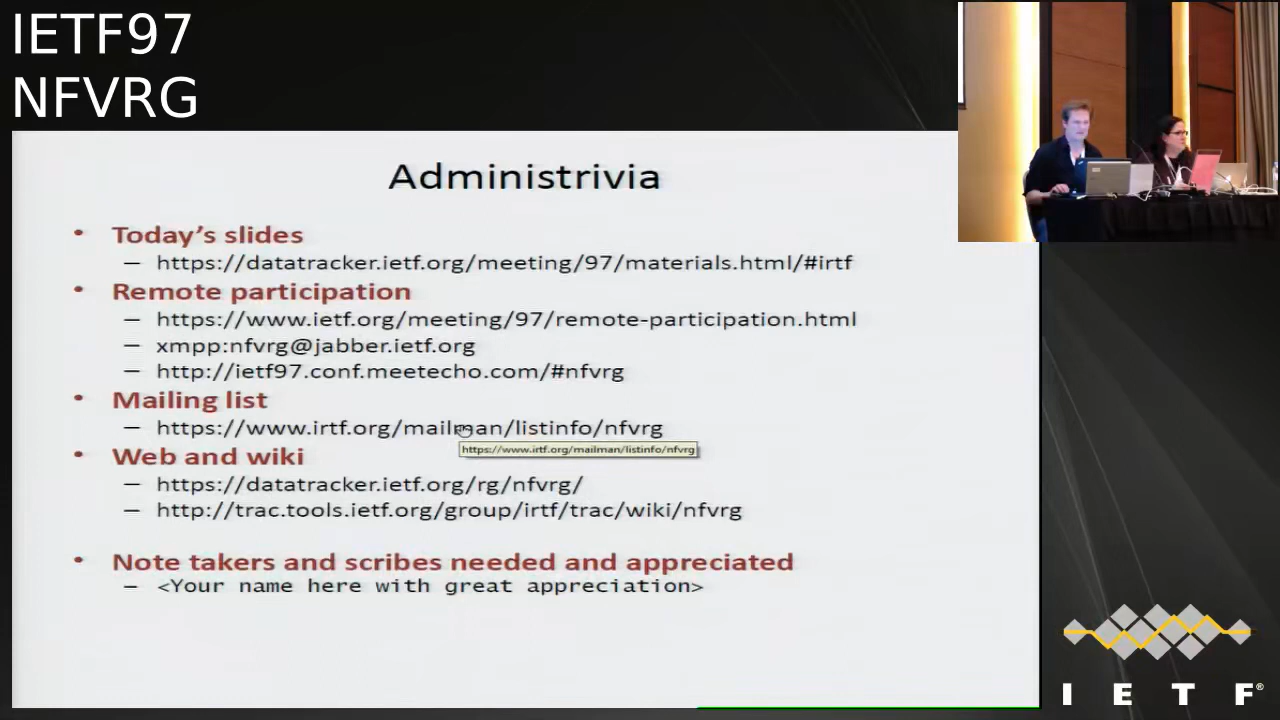 IETF97
NFVRG
Administrivia
• Today's slides
– https://datatracker.ietf.org/meeting/97/materials.html/#irtf
• Remote participation
– https://www.ietf.org/meeting/97/remote-participation.html
– xmpp:nfvrg@jabber.ietf.org
– http://ietf97.conf.meetecho.com/#nfvrg
• Mailing list
– https://www.irtf.org/mailman/listinfo/nfvrg
https://www.irtf.org/mailman/listinfo/nfvrg
• Web and wiki
– https://datatracker.ietf.org/rg/nfvrg/
– http://trac.tools.ietf.org/group/irtf/trac/wiki/nfvrg
• Note takers and scribes needed and appreciated
– <Your name here with great appreciation>
I E T F®